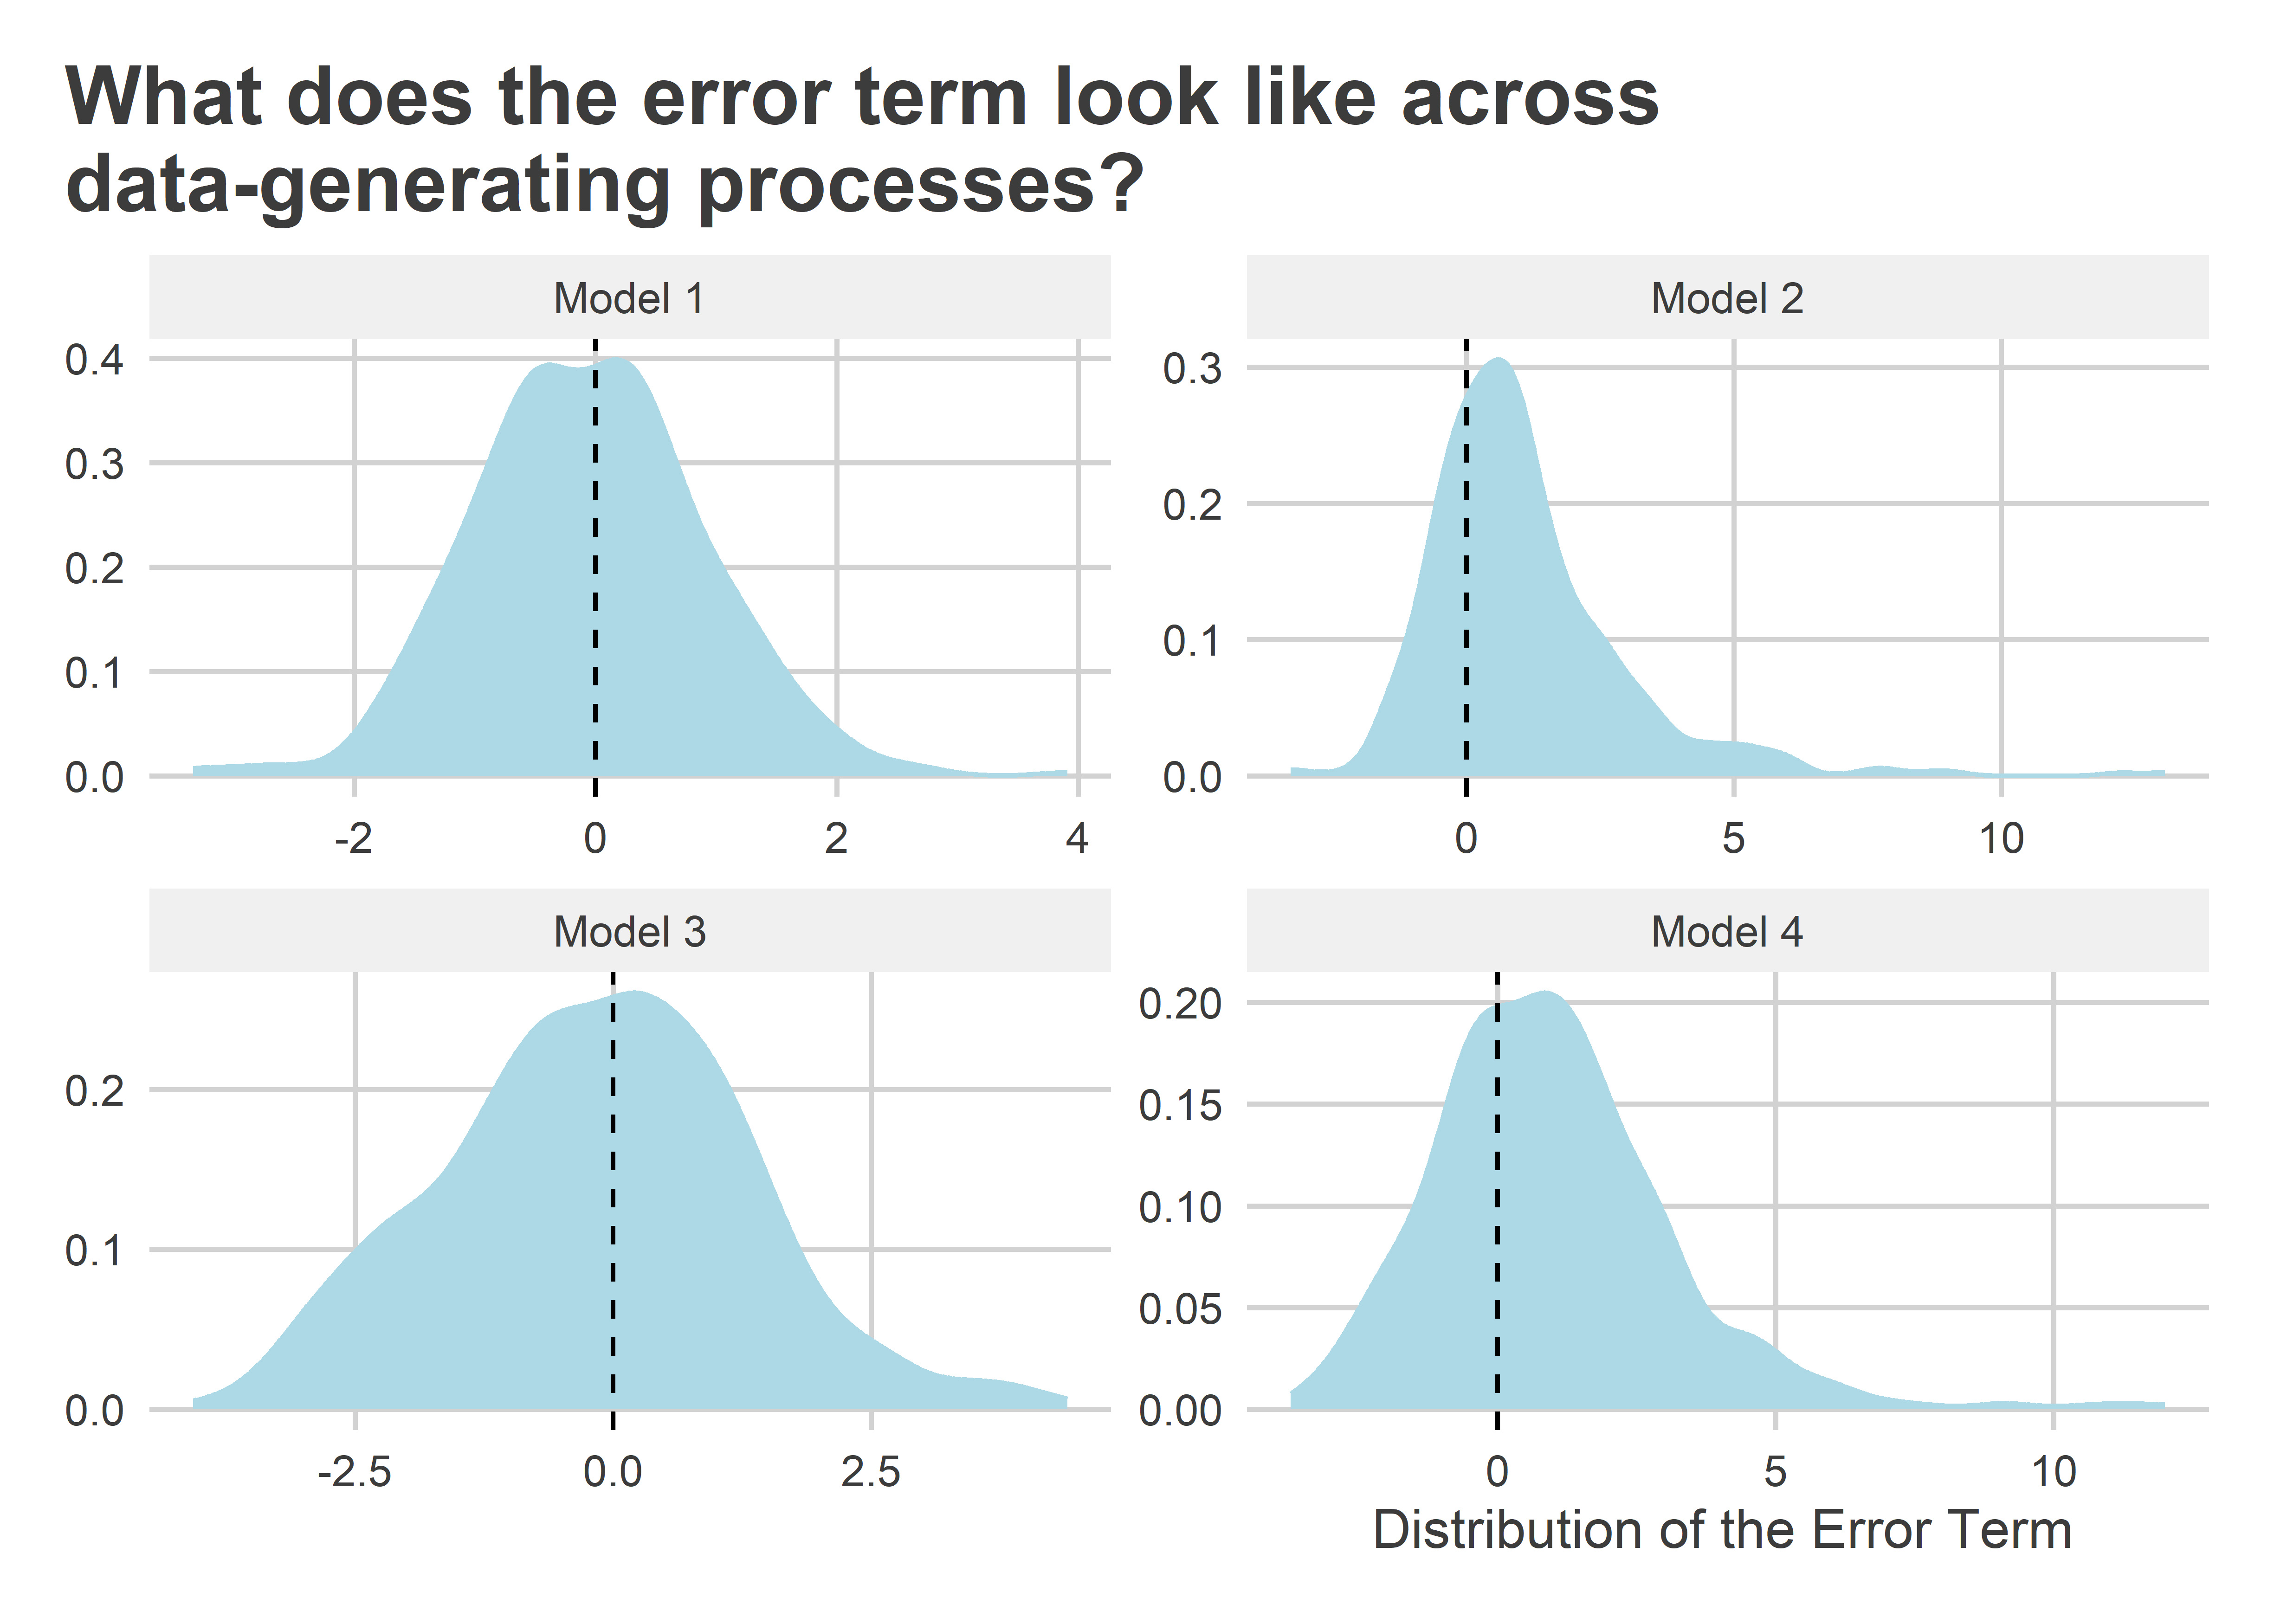 What does the error term look like across
data-generating processes?
Model 1
0.4
0.3
0.2
0.1
0.0
-2 0 2 4
Model 2
0.3
0.2
0.1
0.0
0 5 10
Model 3
0.2
0.1
0.0
-2.5 0.0 2.5
Model 4
0.20
0.15
0.10
0.05
0.00
0 5 10
Distribution of the Error Term